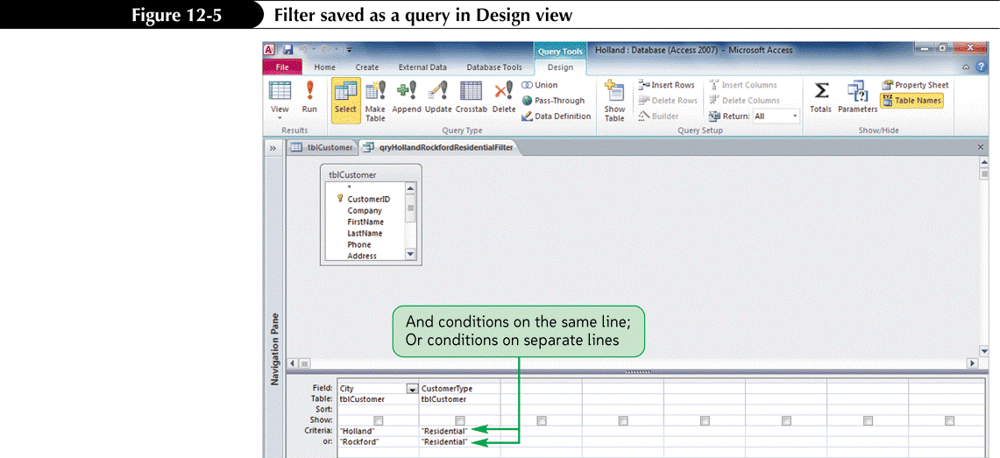 Figure 12-5 Filter saved as a query in Design view
Query Tools Holland : Database (Access 2007) - Microsoft Access
File Home Create External Data Database Tools Design
Union Insert Rows Insert Columns Property Sheet
Pass-Through Delete Rows Delete Columns Table Names
View Run Select Make Table Append Update Crosstab Delete Data Definition Show Table Builder Return: All Totals Parameters
Results Query Type Query Setup Show/Hide
tblCustomer qryHollandRockfordResidentialFilter
tblCustomer
*
CustomerID
Company
FirstName
LastName
Phone
Address
Navigation Pane
And conditions on the same line;
Or conditions on separate lines
Field: City CustomerType
Table: tblCustomer tblCustomer
Sort:
Show:
Criteria: "Holland" "Residential"
or: "Rockford" "Residential"